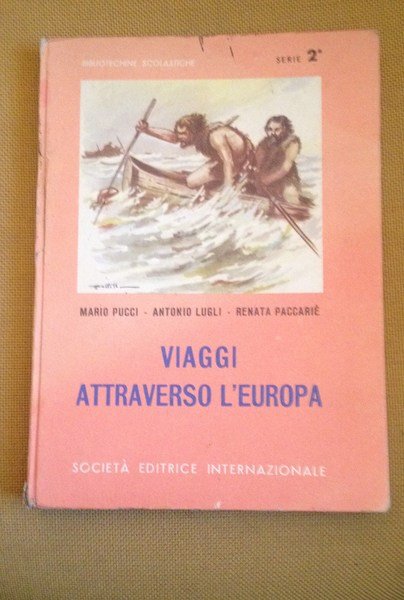 BIBLIOTECHINE SCOLASTICHE
SERIE 2ª
MARIO PUCCI - ANTONIO LUGLI - RENATA PACCARIÈ
VIAGGI
ATTRAVERSO L'EUROPA
SOCIETÀ EDITRICE INTERNAZIONALE